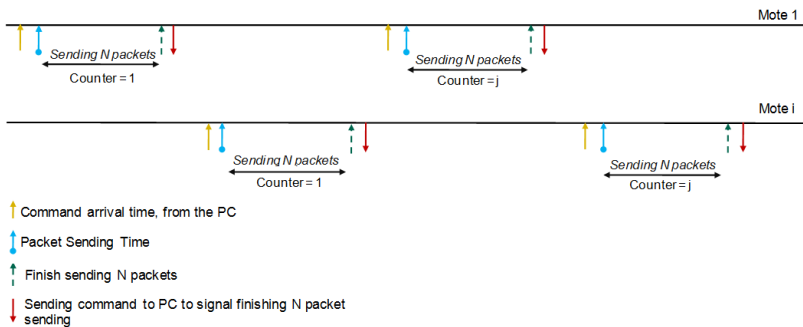 Mote 1
Sending N packets
Counter = 1
Sending N packets
Counter = j
Mote i
Sending N packets
Counter = 1
Sending N packets
Counter = j
Command arrival time, from the PC
Packet Sending Time
Finish sending N packets
Sending command to PC to signal finishing N packet
sending